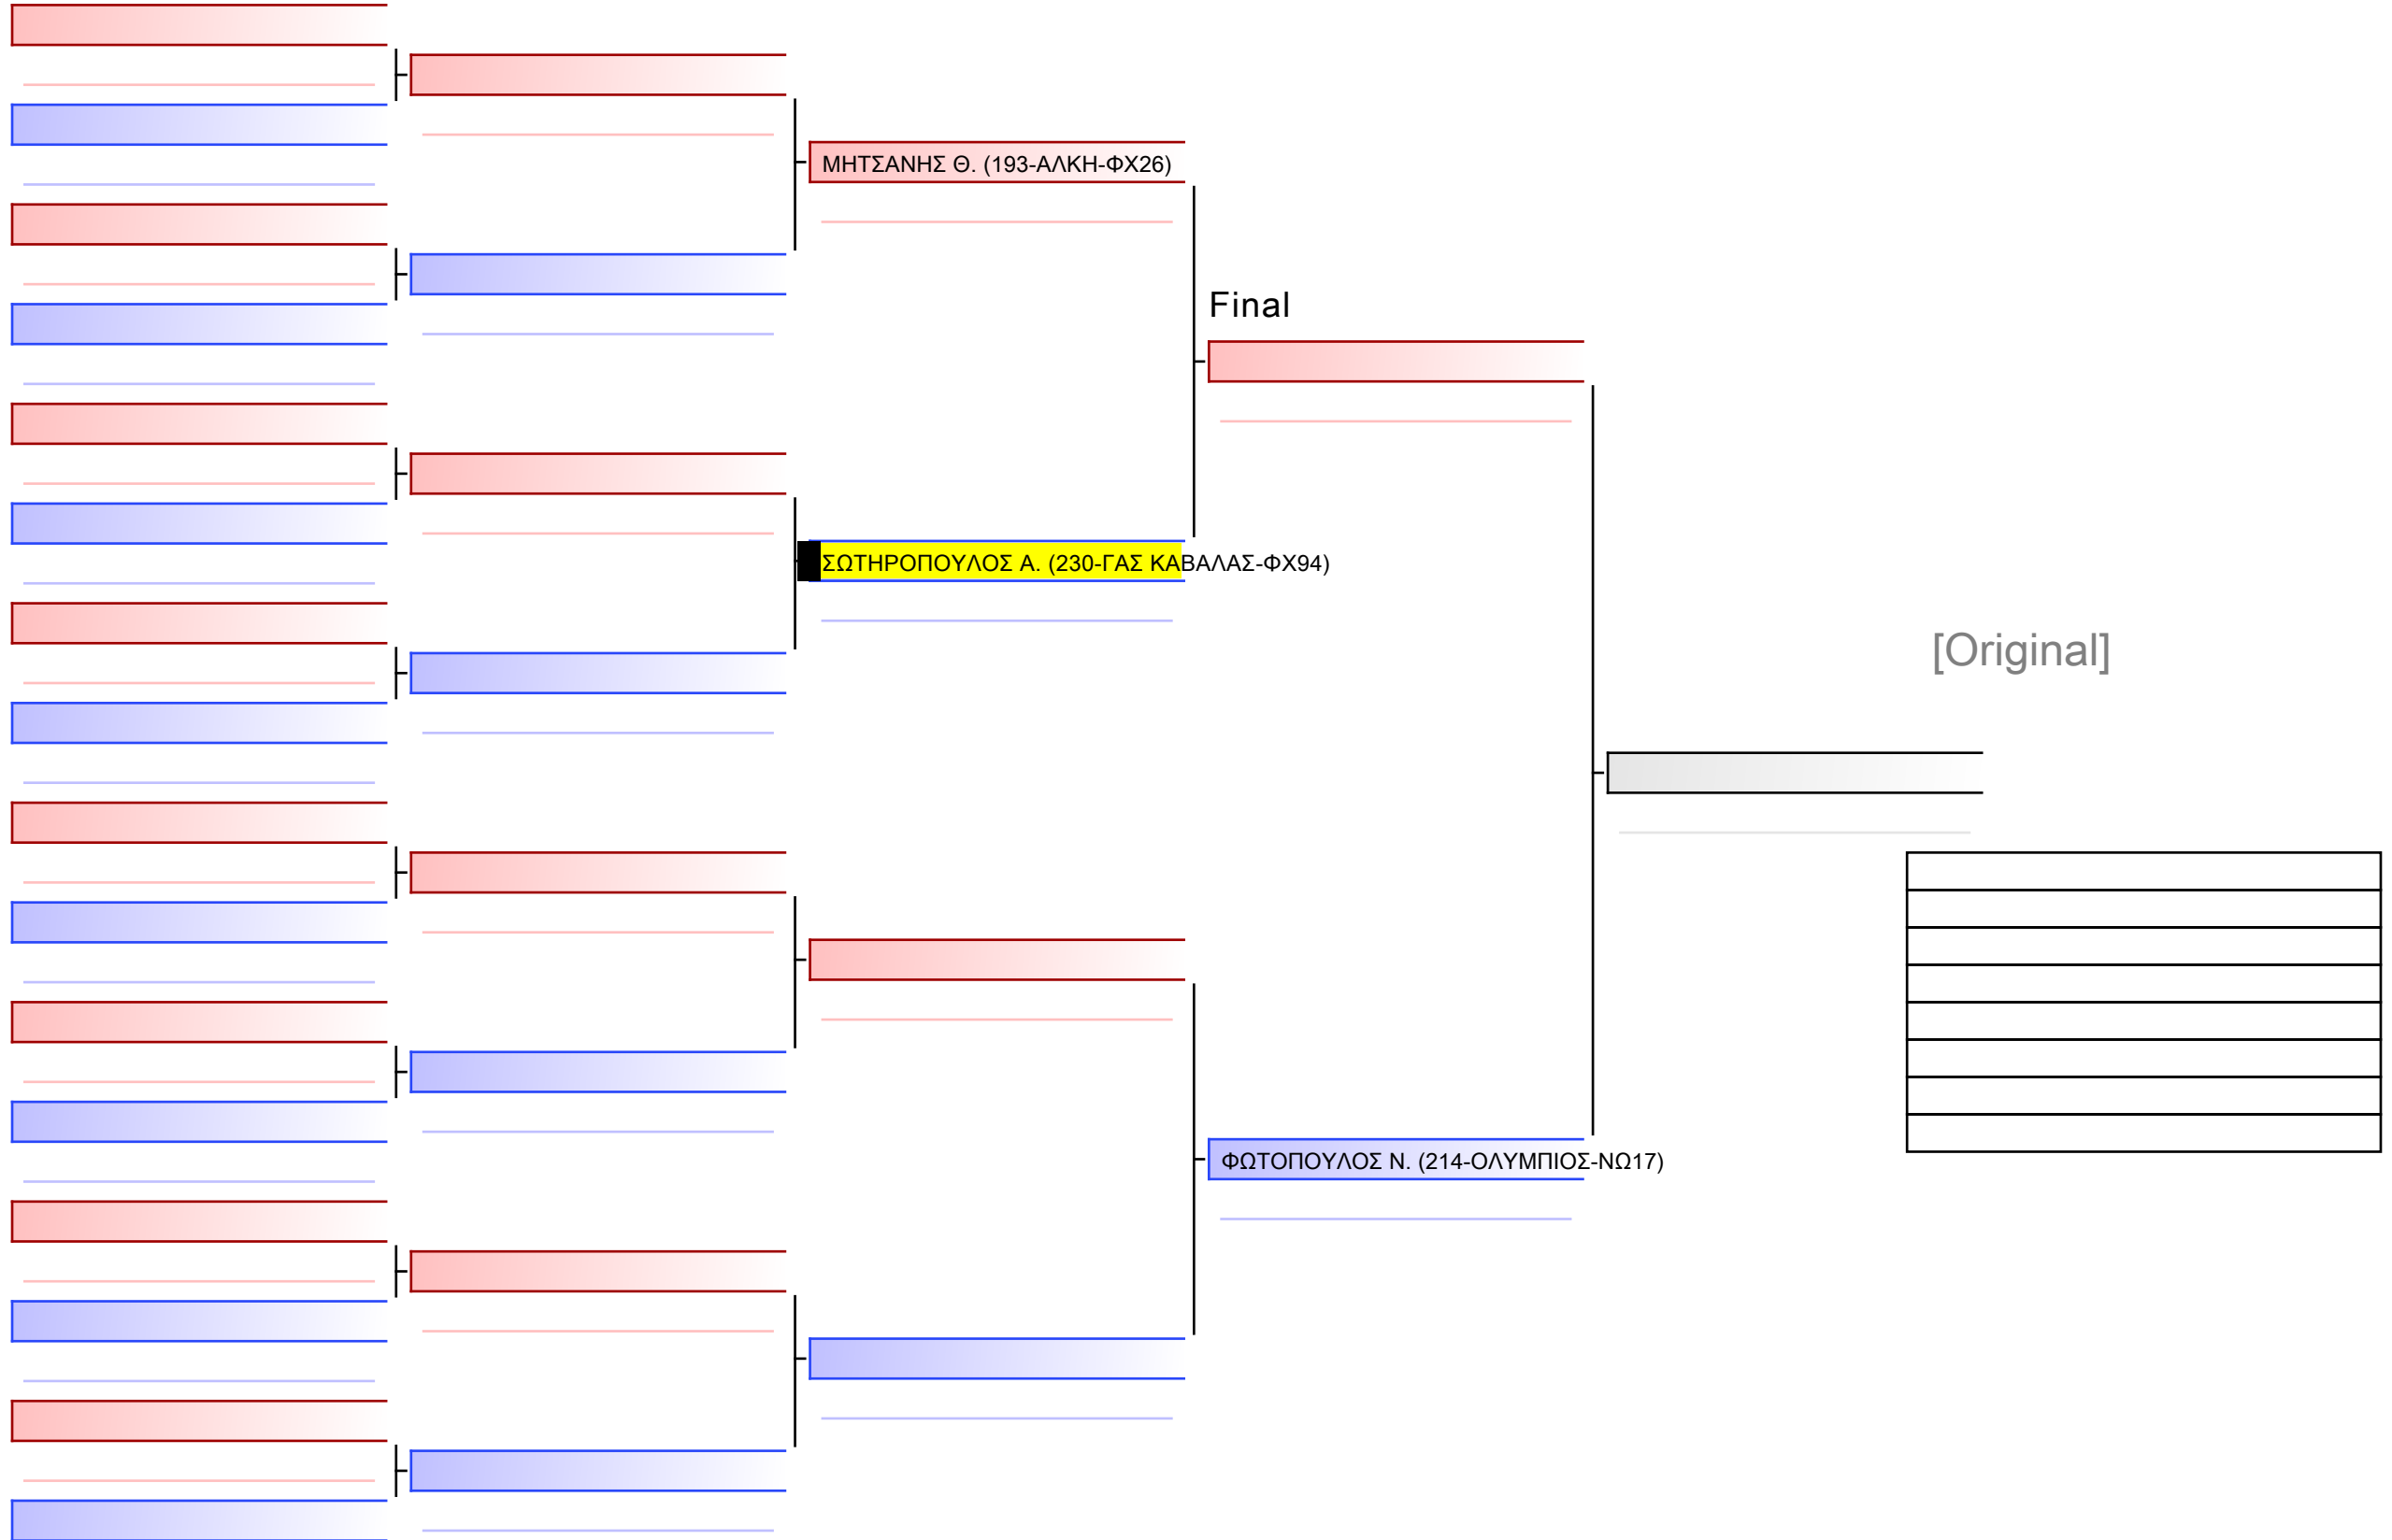 ΜΗΤΣΑΝΗΣ Θ. (193-ΑΛΚΗ-ΦΧ26)
Final
ΣΩΤΗΡΟΠΟΥΛΟΣ Α. (230-ΓΑΣ ΚΑΒΑΛΑΣ-ΦΧ94)
[Original]
ΦΩΤΟΠΟΥΛΟΣ Ν. (214-ΟΛΥΜΠΙΟΣ-ΝΩ17)